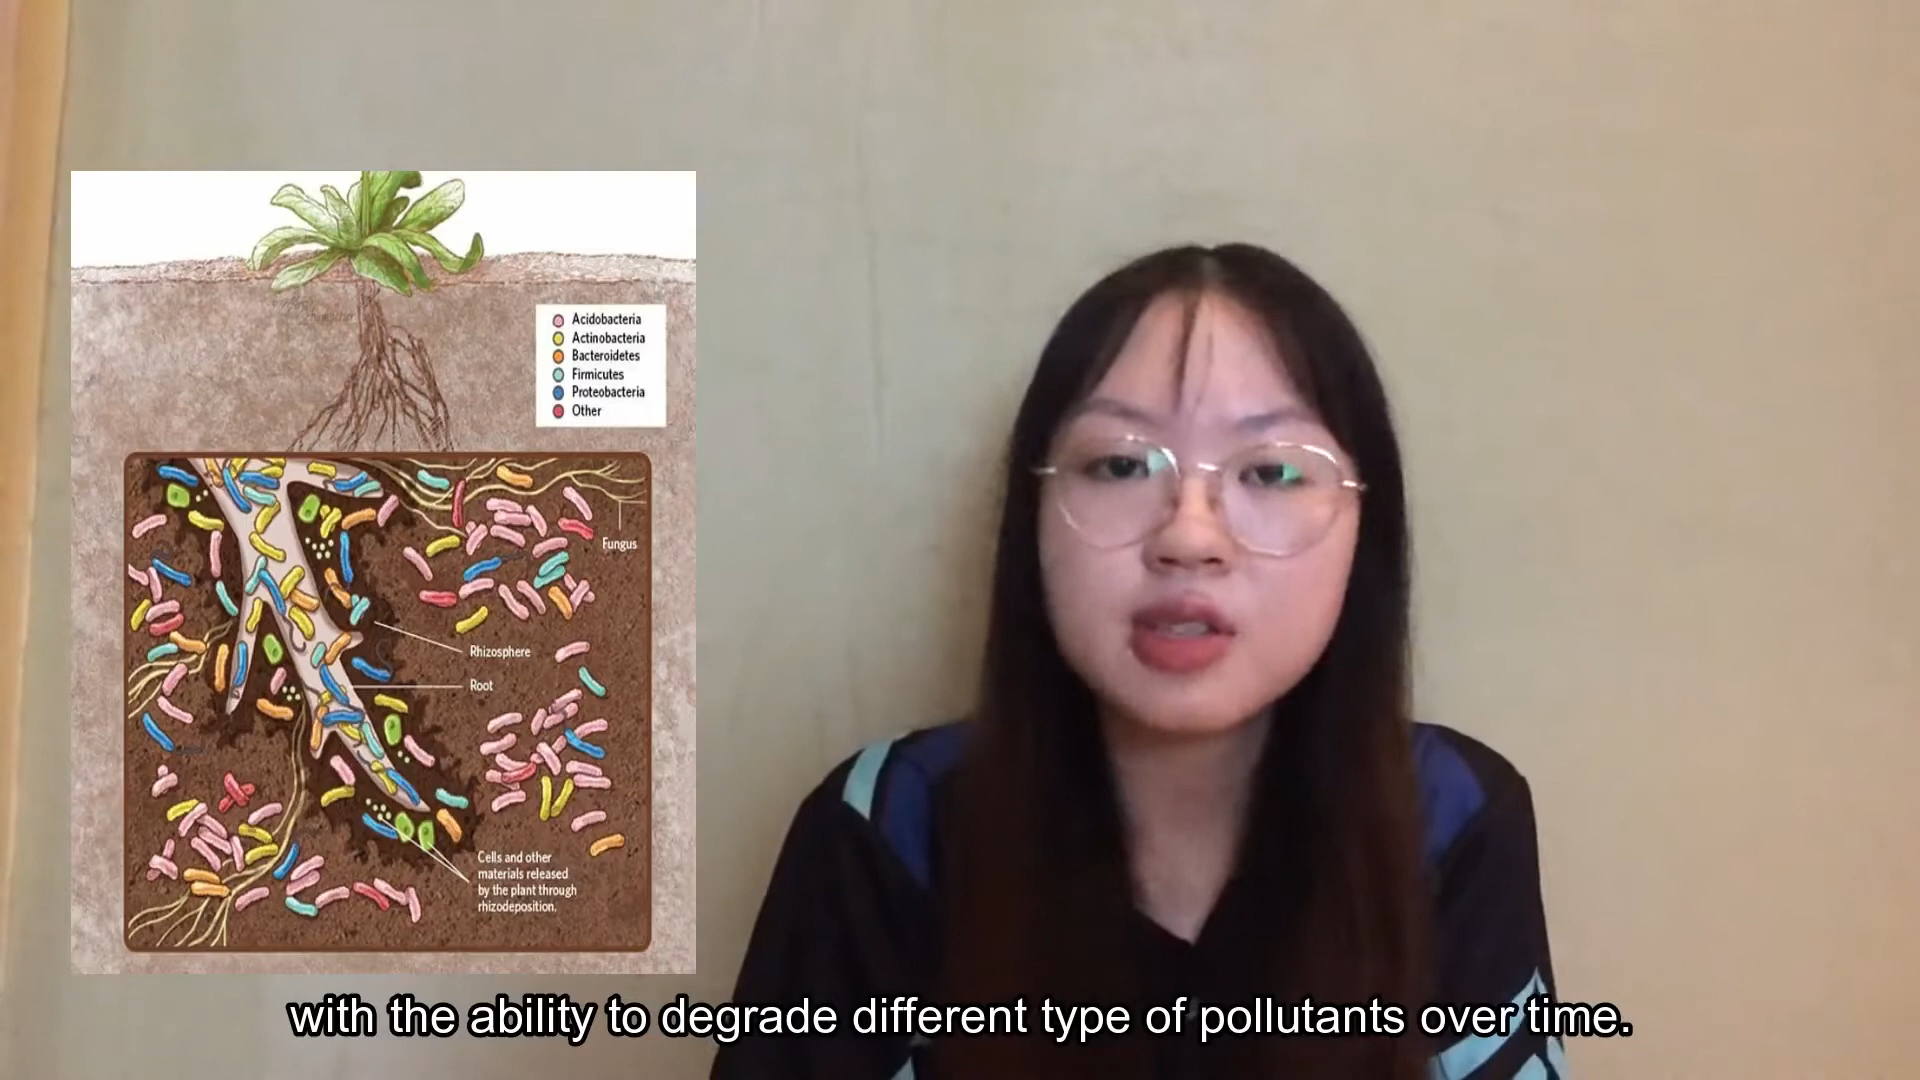 Acidobacteria
Actinobacteria
Bacteroidetes
Firmicutes
Proteobacteria
Other
Fungus
Rhizosphere
Root
Cells and other
materials released
by the plant through
rhizodeposition.
with the ability to degrade different type of pollutants over time.